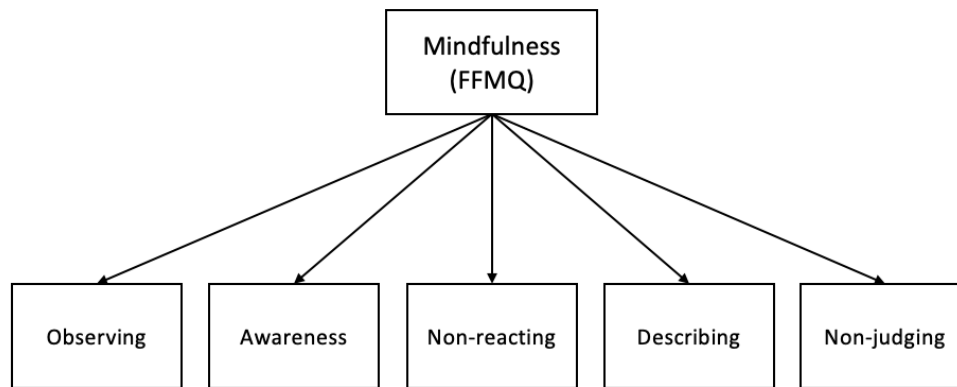 Mindfulness
(FFMQ)
Observing
Awareness
Non-reacting
Describing
Non-judging